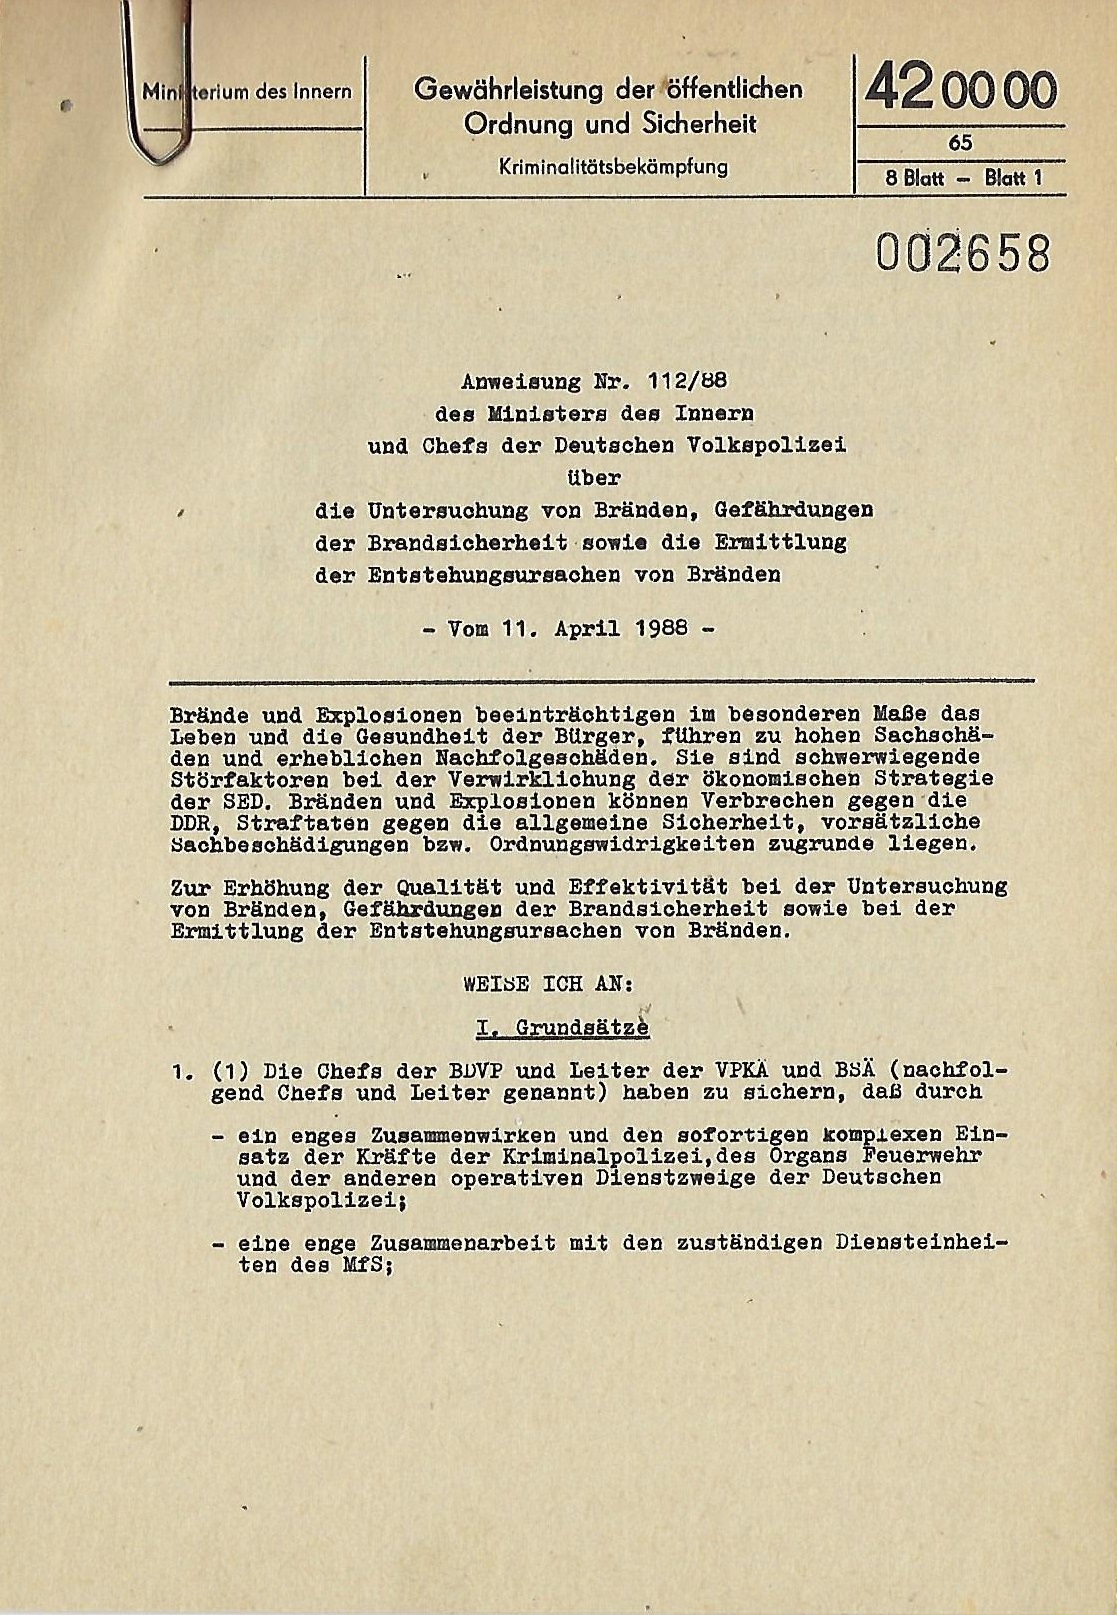 Ministerium des Innern
Gewährleistung der öffentlichen
Ordnung und Sicherheit
Kriminalitätsbekämpfung
42 00 00
65
8 Blatt – Blatt 1
002658
Anweisung Nr. 112/88
des Ministers des Innern
und Chefs der Deutschen Volkspolizei
über
die Untersuchung von Bränden, Gefährdungen
der Brandsicherheit sowie die Ermittlung
der Entstehungsursachen von Bränden
- Vom 11. April 1988 -
Brände und Explosionen beeinträchtigen im besonderen Maße das
Leben und die Gesundheit der Bürger, führen zu hohen Sachschä-
den und erheblichen Nachfolgeschäden. Sie sind schwerwiegende
Störfaktoren bei der Verwirklichung der ökonomischen Strategie
der SED. Bränden und Explosionen können Verbrechen gegen die
DDR, Straftaten gegen die allgemeine Sicherheit, vorsätzliche
Sachbeschädigungen bzw. Ordnungswidrigkeiten zugrunde liegen.
Zur Erhöhung der Qualität und Effektivität bei der Untersuchung
von Bränden, Gefährdungen der Brandsicherheit sowie bei der
Ermittlung der Entstehungsursachen von Bränden.
WEISE ICH AN:
I. Grundsätze
1. (1) Die Chefs der BDVP und Leiter der VPKÄ und BSÄ (nachfol-
gend Chefs und Leiter genannt) haben zu sichern, daß durch
- ein enges Zusammenwirken und den sofortigen komplexen Ein-
satz der Kräfte der Kriminalpolizei,des Organs Feuerwehr
und der anderen operativen Dienstzweige der Deutschen
Volkspolizei;
- eine enge Zusammenarbeit mit den zuständigen Diensteinhei-
ten des MfS;